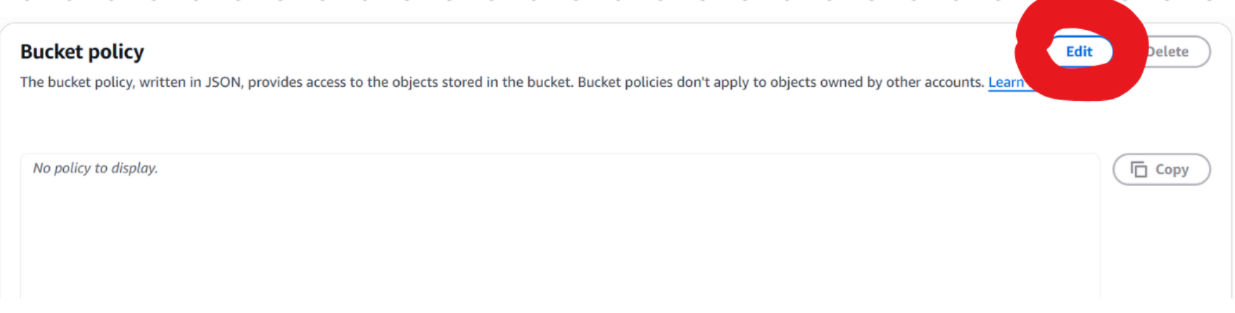 Bucket policy
Edit
Delete
The bucket policy, written in JSON, provides access to the objects stored in the bucket. Bucket policies don't apply to objects owned by other accounts. Learn
No policy to display.
Copy